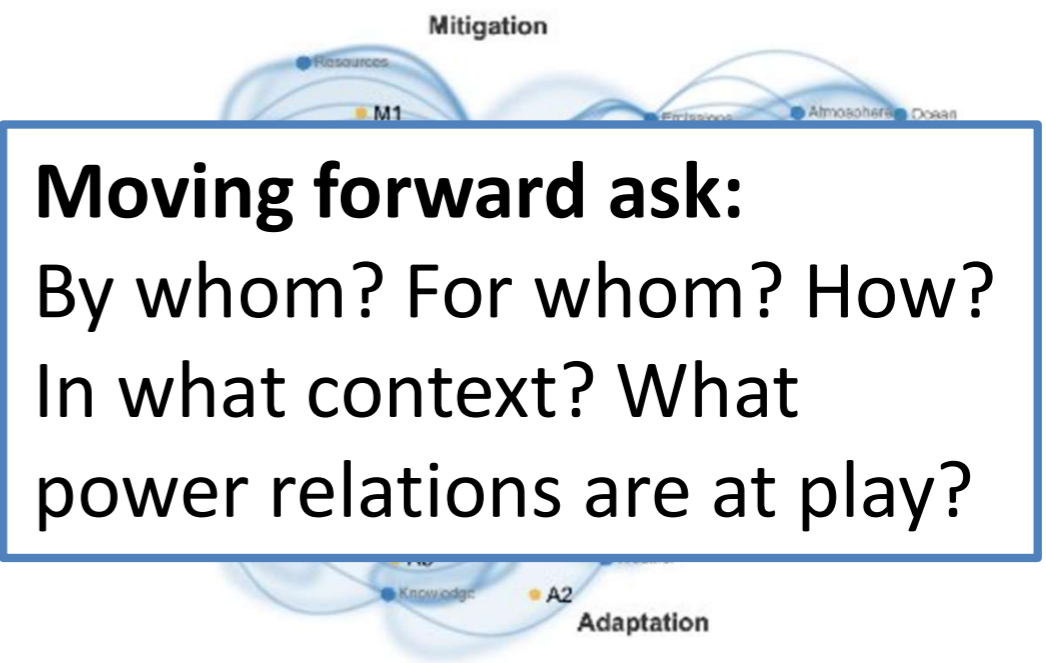 Mitigation
Resources
M1
Emissions
Atmosphere
Ocean
Moving forward ask:
By whom? For whom? How?
In what context? What
power relations are at play?
Knowledge
A2
Adaptation